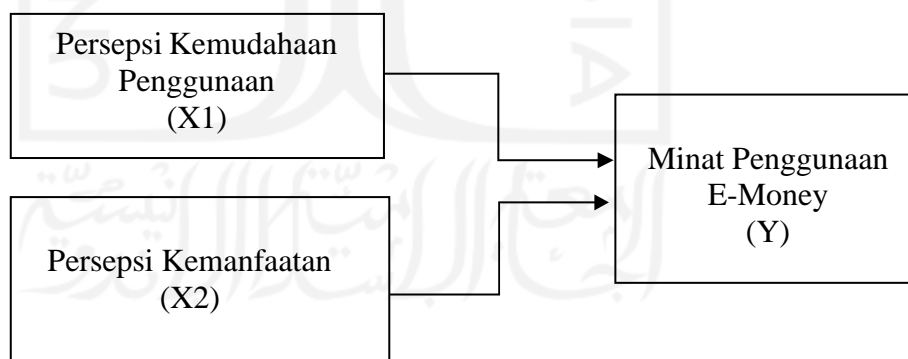 Persepsi Kemudahaan
Penggunaan
(X1)
Persepsi Kemanfaatan
(X2)
Minat Penggunaan
E-Money
(Y)